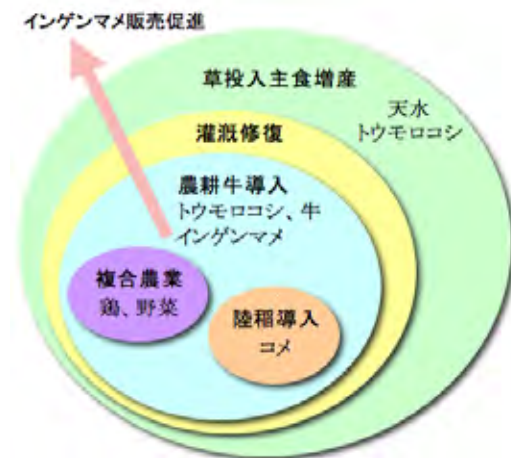 インゲンマメ販売促進
草投入主食増産
天水
トウモロコシ
灌漑修復
農耕牛導入
トウモロコシ、牛
インゲンマメ
複合農業
鶏、野菜
陸稲導入
コメ